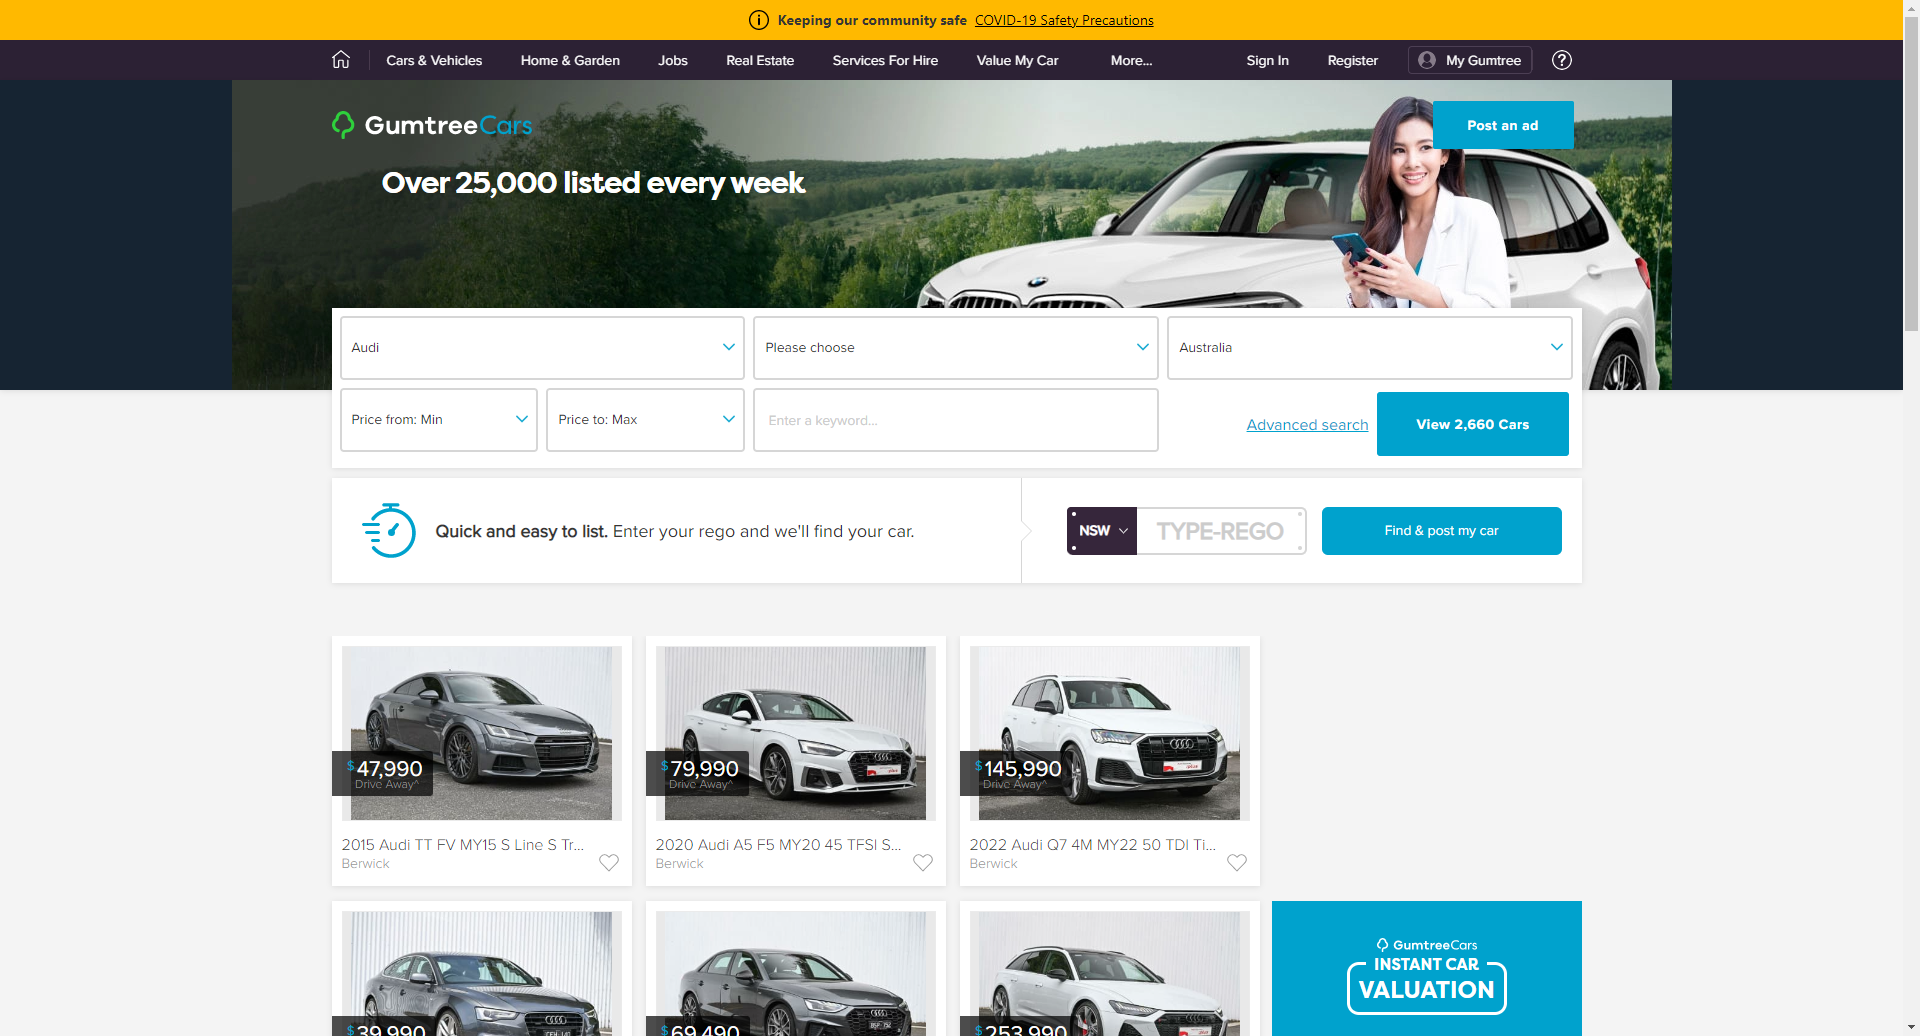 Keeping our community safe COVID-19 Safety Precautions
Cars & Vehicles Home & Garden Jobs Real Estate Services For Hire Value My Car More... Sign In Register My Gumtree ?
GumtreeCars
Post an ad
Over 25,000 listed every week
Audi Please choose Australia
Price from: Min Price to: Max Enter a keyword... Advanced search View 2,660 Cars
Quick and easy to list. Enter your rego and we'll find your car.
NSW TYPE-REGO Find & post my car
$47,990
Drive Away^
2015 Audi TT FV MY15 S Line S Tr...
Berwick
$79,990
Drive Away^
2020 Audi A5 F5 MY20 45 TFSI S...
Berwick
$145,990
Drive Away^
2022 Audi Q7 4M MY22 50 TDI Ti...
Berwick
$39,990
$69,490
$253,990
GumtreeCars
INSTANT CAR
VALUATION